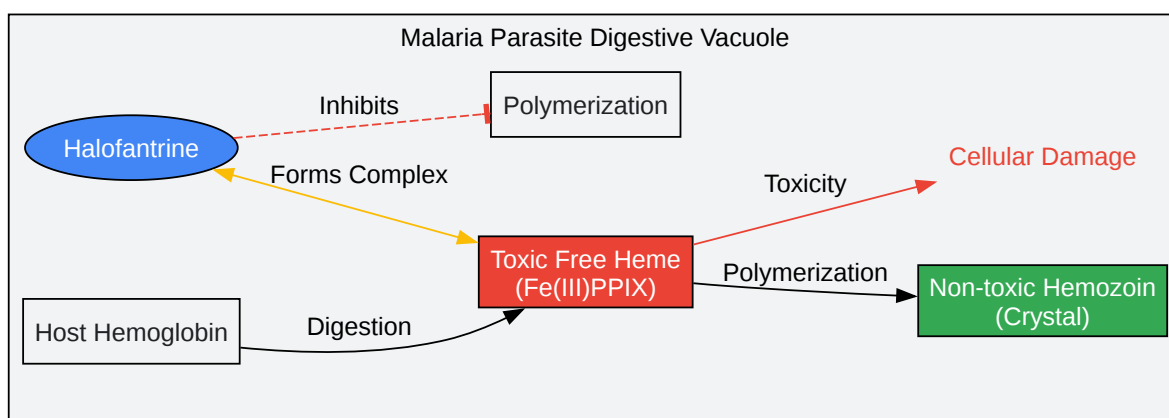 Malaria Parasite Digestive Vacuole
Inhibits
Polymerization
Halofantrine
Forms Complex
Cellular Damage
Toxicity
Toxic Free Heme
(Fe(III)PPIX)
Polymerization
Non-toxic Hemozoin
(Crystal)
Host Hemoglobin
Digestion